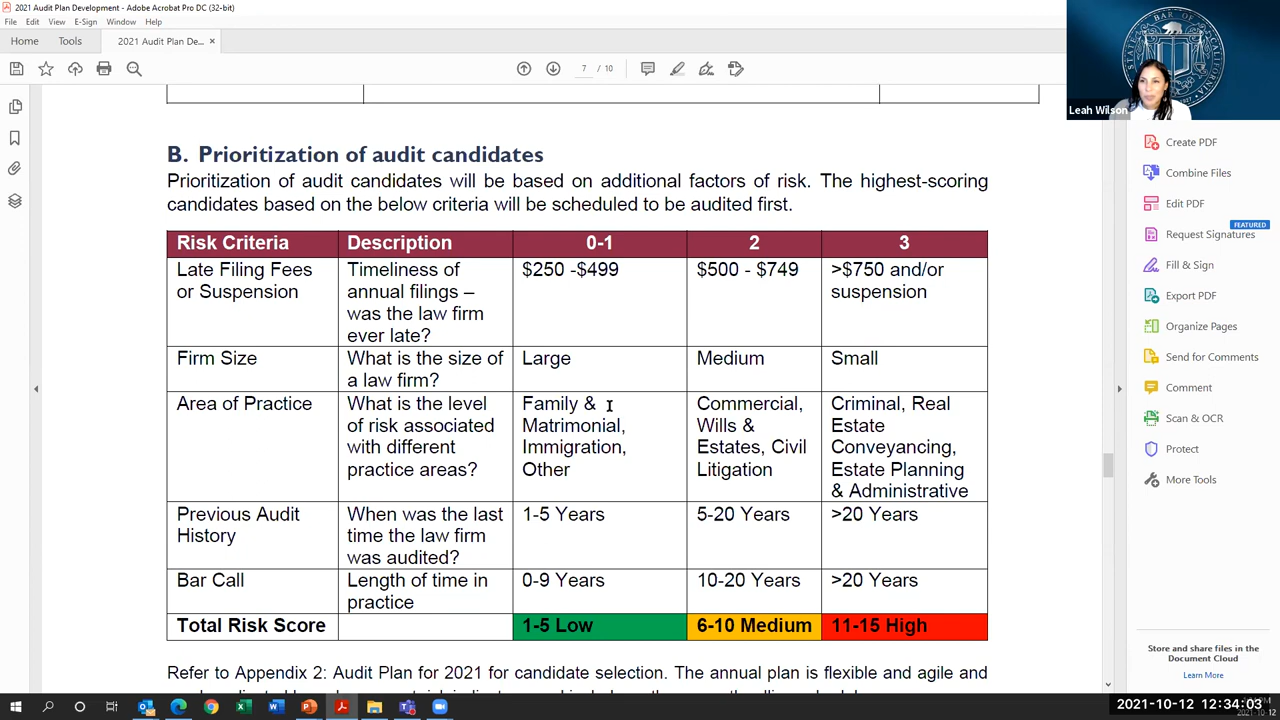 2021 Audit Plan Development - Adobe Acrobat Pro DC (32-bit)
File Edit View E-Sign Window Help
Home Tools 2021 Audit Plan De... ×
7 / 10
STATE BAR OF CALIFORNIA
Leah Wilson
B. Prioritization of audit candidates
Prioritization of audit candidates will be based on additional factors of risk. The highest-scoring
candidates based on the below criteria will be scheduled to be audited first.
Risk Criteria Description 0-1 2 3
Late Filing Fees Timeliness of $250 -$499 $500 - $749 >$750 and/or
or Suspension annual filings – suspension
was the law firm
ever late?
Firm Size What is the size of Large Medium Small
a law firm?
Area of Practice What is the level Family & Commercial, Criminal, Real
of risk associated Matrimonial, Wills & Estate
with different Immigration, Estates, Civil Conveyancing,
practice areas? Other Litigation Estate Planning
& Administrative
Previous Audit When was the last 1-5 Years 5-20 Years >20 Years
History time the law firm
was audited?
Bar Call Length of time in 0-9 Years 10-20 Years >20 Years
practice
Total Risk Score 1-5 Low 6-10 Medium 11-15 High
Refer to Appendix 2: Audit Plan for 2021 for candidate selection. The annual plan is flexible and agile and
Create PDF
Combine Files
Edit PDF
FEATURED
Request Signatures
Fill & Sign
Export PDF
Organize Pages
Send for Comments
Comment
Scan & OCR
Protect
More Tools
Store and share files in the
Document Cloud
Learn More
2021-10-12 12:34:03